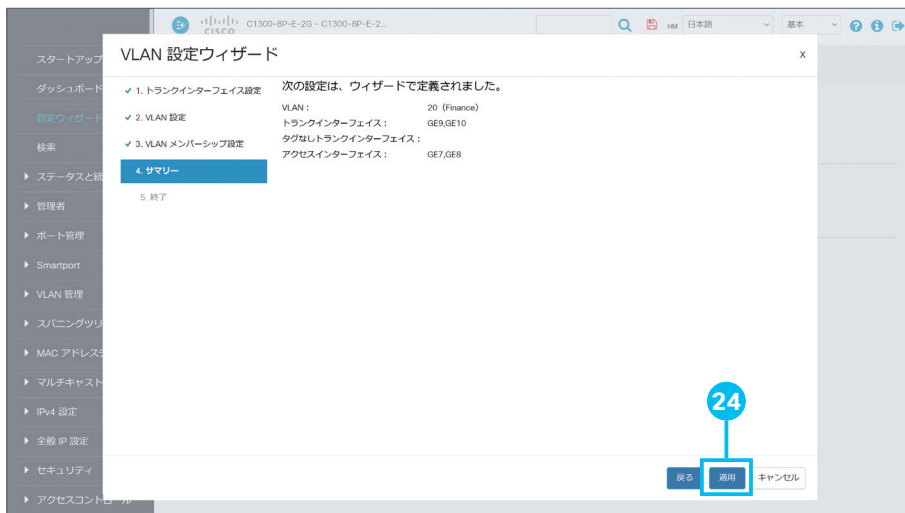 CISCO
C1300-8P-E-2G - C1300-8P-E-2...
HM
日本語
基本
スタートアップ
ダッシュボード
設定ウィザード
検索
ステータスと統
管理者
ポート管理
Smartport
VLAN 管理
スパニングツリ
MAC アドレステ
マルチキャスト
IPv4 設定
全般 IP 設定
セキュリティ
アクセスコントロール
VLAN 設定ウィザード
x
1. トランクインターフェイス設定
2. VLAN 設定
3. VLAN メンバーシップ設定
4. サマリー
5. 終了
次の設定は、ウィザードで定義されました。
VLAN : 20 (Finance)
トランクインターフェイス : GE9,GE10
タグなしトランクインターフェイス :
アクセスインターフェイス : GE7,GE8
24
戻る 適用 キャンセル